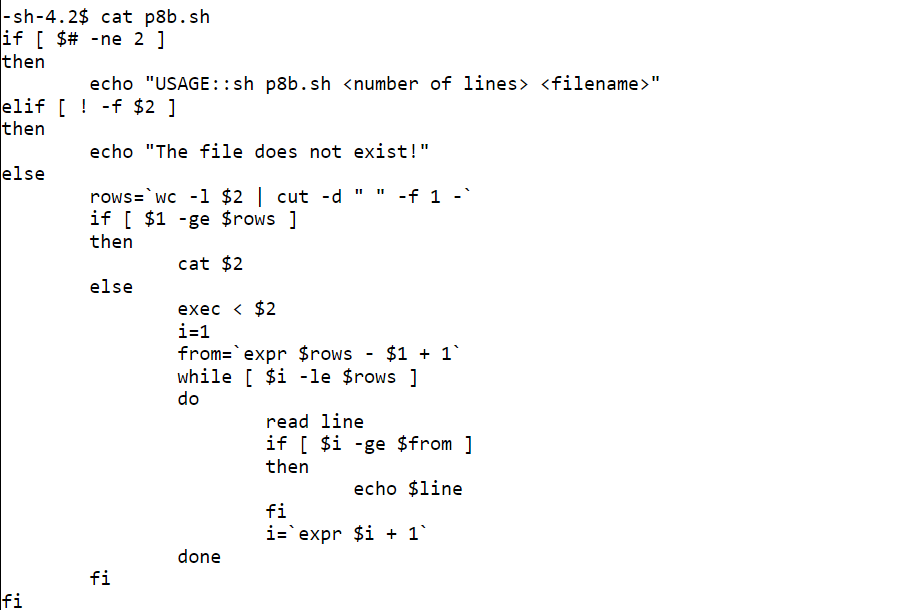 -sh-4.2$ cat p8b.sh
if [ $# -ne 2 ]
then
        echo "USAGE::sh p8b.sh <number of lines> <filename>"
elif [ ! -f $2 ]
then
        echo "The file does not exist!"
else
        rows=`wc -l $2 | cut -d " " -f 1 -`
        if [ $1 -ge $rows ]
        then
                cat $2
        else
                exec < $2
                i=1
                from=`expr $rows - $1 + 1`
                while [ $i -le $rows ]
                do
                        read line
                        if [ $i -ge $from ]
                        then
                                echo $line
                        fi
                        i=`expr $i + 1`
                done
        fi
fi